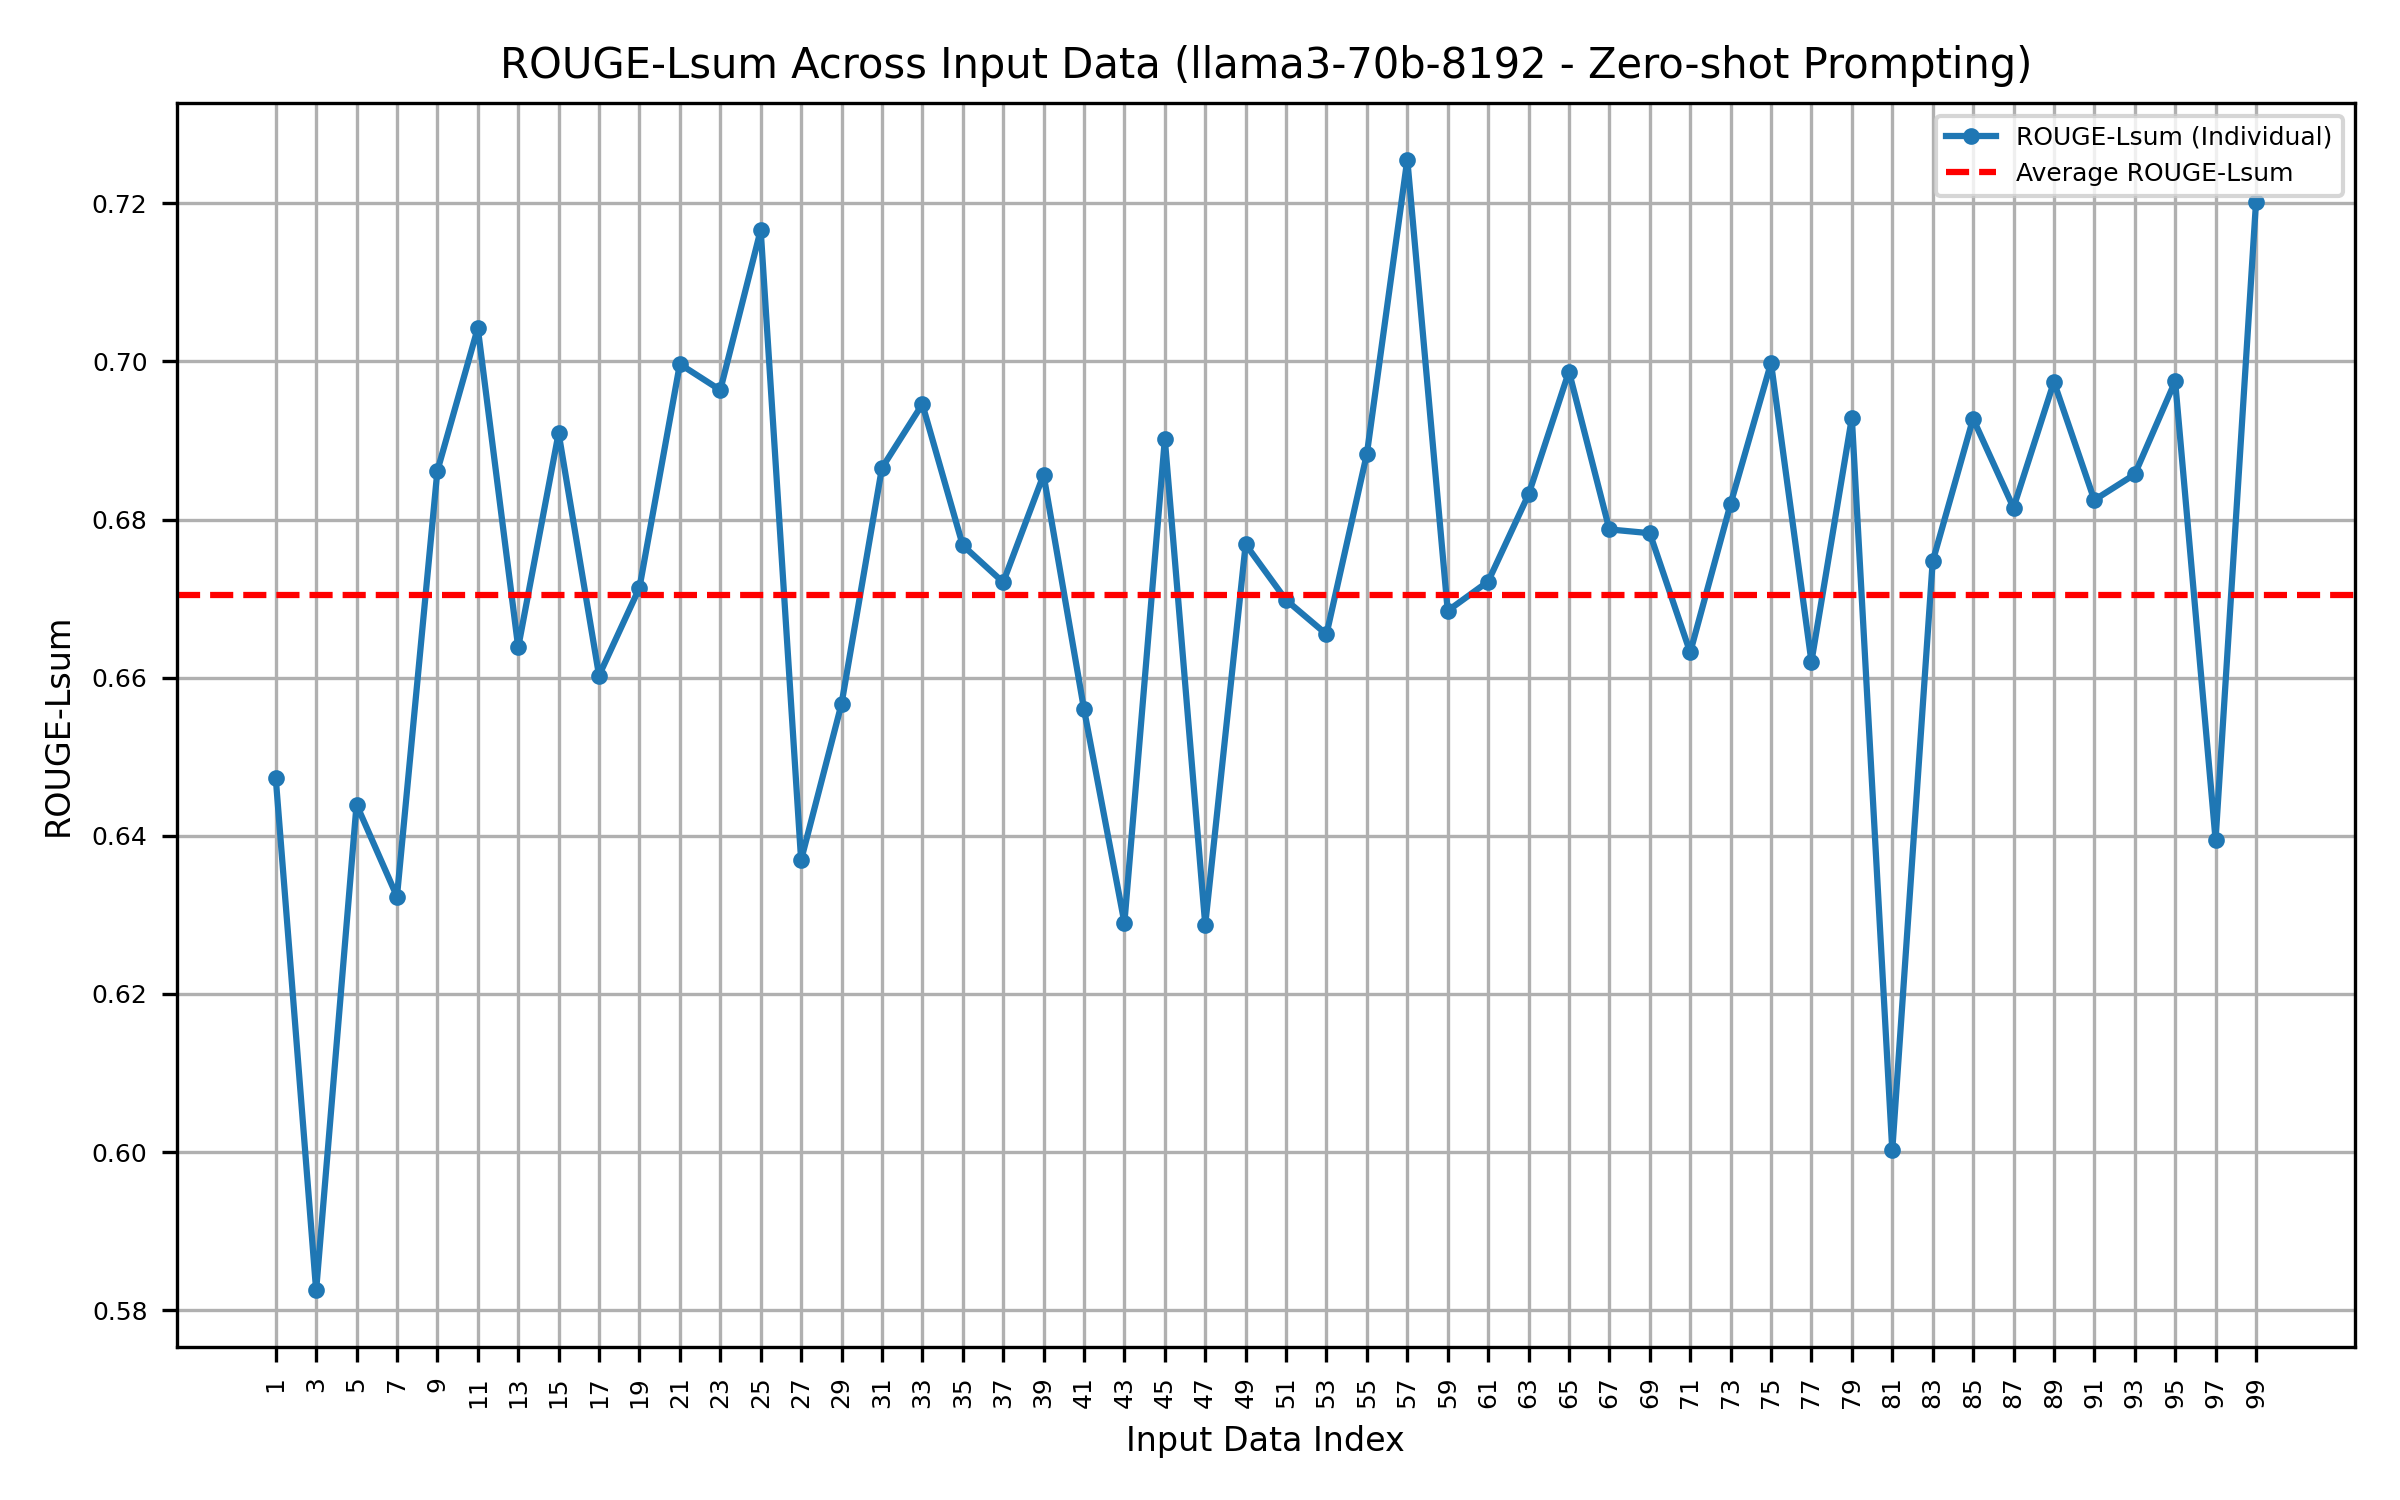 ROUGE-Lsum Across Input Data (llama3-70b-8192 - Zero-shot Prompting)
ROUGE-Lsum (Individual)
Average ROUGE-Lsum
ROUGE-Lsum
0.72
0.70
0.68
0.66
0.64
0.62
0.60
0.58
1 3 5 7 9 11 13 15 17 19 21 23 25 27 29 31 33 35 37 39 41 43 45 47 49 51 53 55 57 59 61 63 65 67 69 71 73 75 77 79 81 83 85 87 89 91 93 95 97 99
Input Data Index